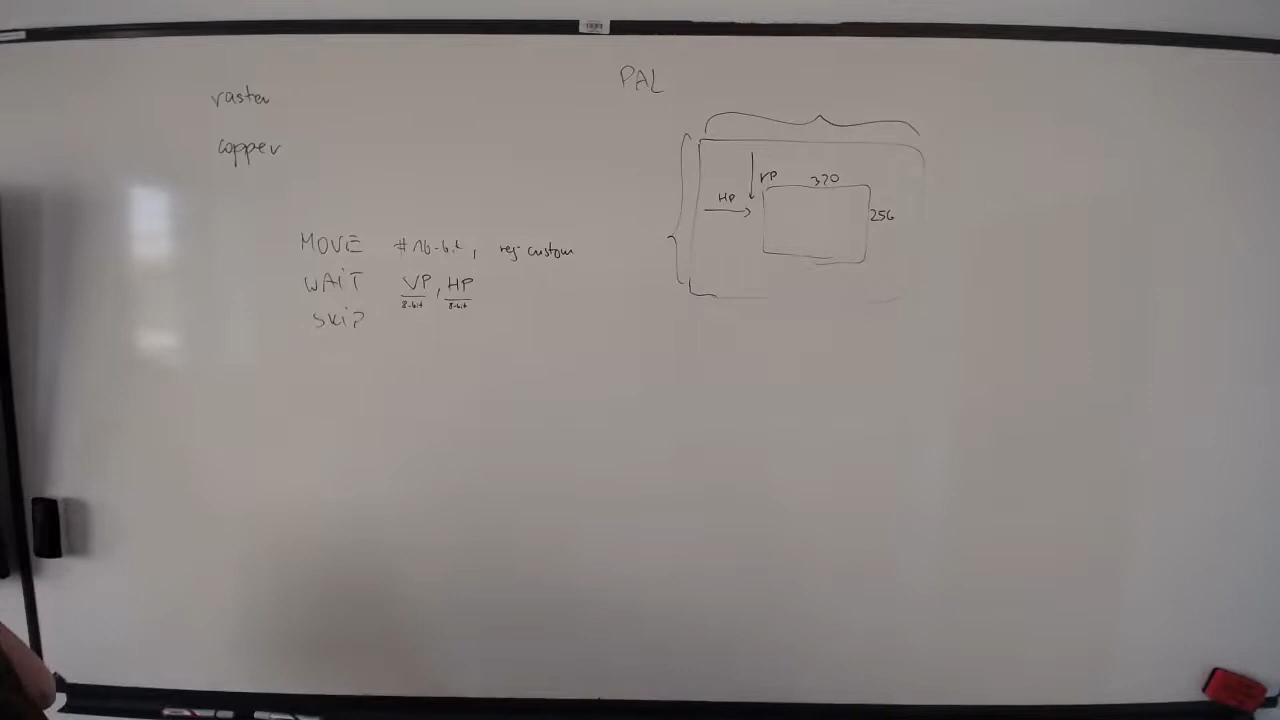 PAL
raster
copper
VP
320
HP
256
MOVE #16-bit, rej custom
WAIT VP, HP
8-bit 8-bit
SKIP